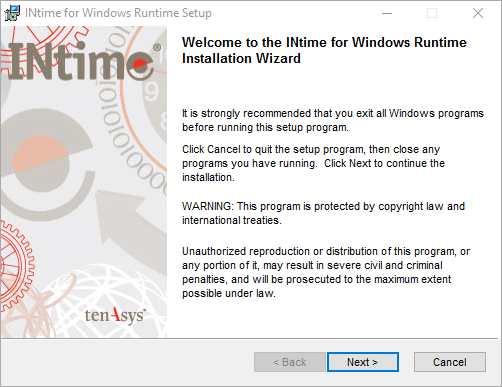 INtime for Windows Runtime Setup
INtime®
Welcome to the INtime for Windows Runtime
Installation Wizard
It is strongly recommended that you exit all Windows programs
before running this setup program.
Click Cancel to quit the setup program, then close any
programs you have running.  Click Next to continue the
installation.
WARNING: This program is protected by copyright law and
international treaties.
Unauthorized reproduction or distribution of this program, or
any portion of it, may result in severe civil and criminal
penalties, and will be prosecuted to the maximum extent
possible under law.
tenAsys®
< Back
Next >
Cancel